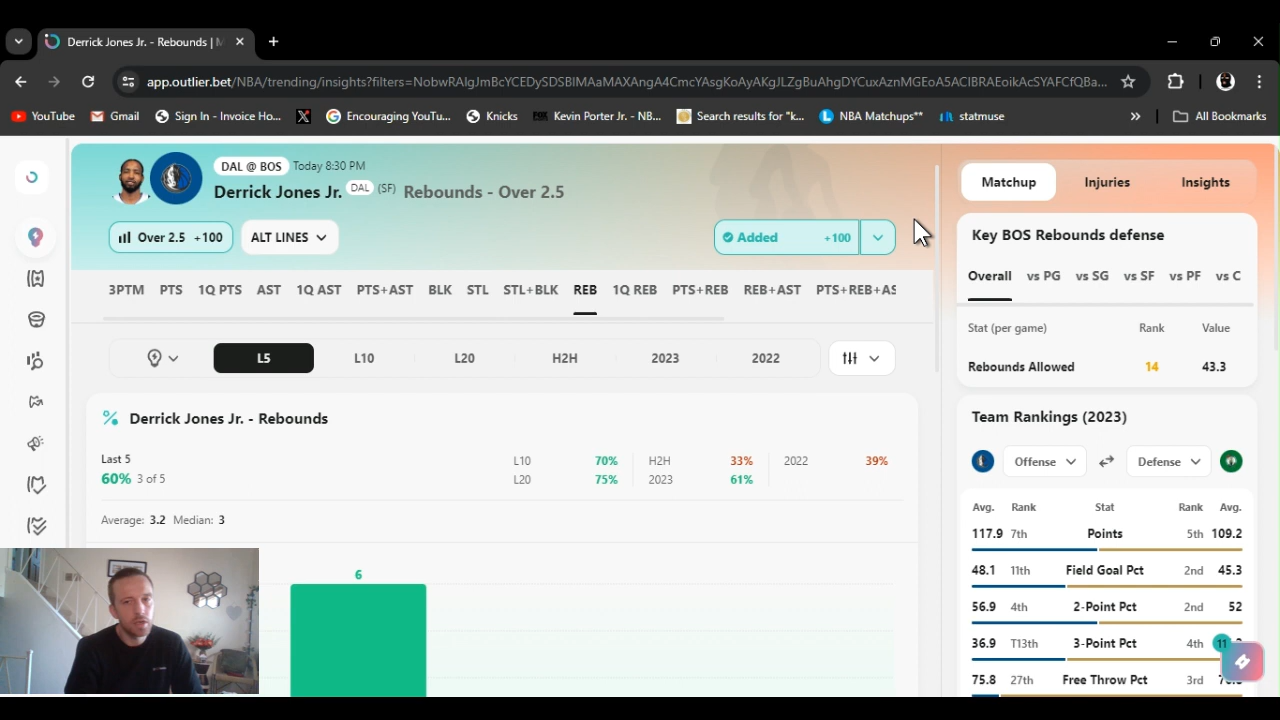 Derrick Jones Jr. - Rebounds | M
app.outlier.bet/NBA/trending/insights?filters=
YouTube Gmail Sign In - Invoice Ho... Encouraging YouTu... Knicks FOX Kevin Porter Jr. - NB... Search results for "k... NBA Matchups** statmuse » All Bookmarks
DAL @ BOS Today 8:30 PM
Derrick Jones Jr. DAL (SF) Rebounds - Over 2.5
Over 2.5 +100 ALT LINES Added +100
3PTM PTS 1Q PTS AST 1Q AST PTS+AST BLK STL STL+BLK REB 1Q REB PTS+REB REB+AST PTS+REB+AS
L5 L10 L20 H2H 2023 2022
Derrick Jones Jr. - Rebounds
Last 5
60% 3 of 5
L10 70% H2H 33% 2022 39%
L20 75% 2023 61%
Average: 3.2 Median: 3
6
Matchup Injuries Insights
Key BOS Rebounds defense
Overall vs PG vs SG vs SF vs PF vs C
Stat (per game) Rank Value
Rebounds Allowed 14 43.3
Team Rankings (2023)
Offense Defense
Avg. Rank Stat Rank Avg.
117.9 7th Points 5th 109.2
48.1 11th Field Goal Pct 2nd 45.3
56.9 4th 2-Point Pct 2nd 52
36.9 T13th 3-Point Pct 4th 11
75.8 27th Free Throw Pct 3rd